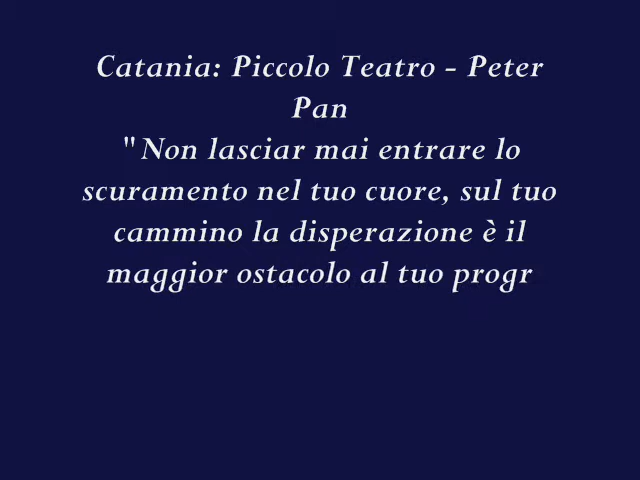 Catania: Piccolo Teatro - Peter
Pan
"Non lasciar mai entrare lo
scuramento nel tuo cuore, sul tuo
cammino la disperazione è il
maggior ostacolo al tuo progr